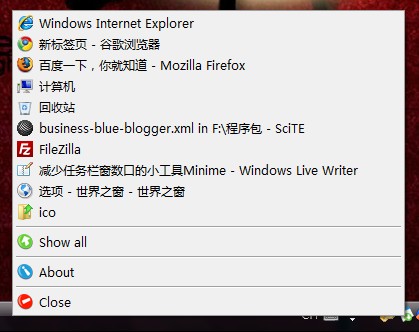 Windows Internet Explorer
新标签页 - 谷歌浏览器
百度一下，你就知道 - Mozilla Firefox
计算机
回收站
business-blue-blogger.xml in F:\程序包 - SciTE
FileZilla
减少任务栏窗数口的小工具Minime - Windows Live Writer
选项 - 世界之窗 - 世界之窗
ico
Show all
About
Close
CH